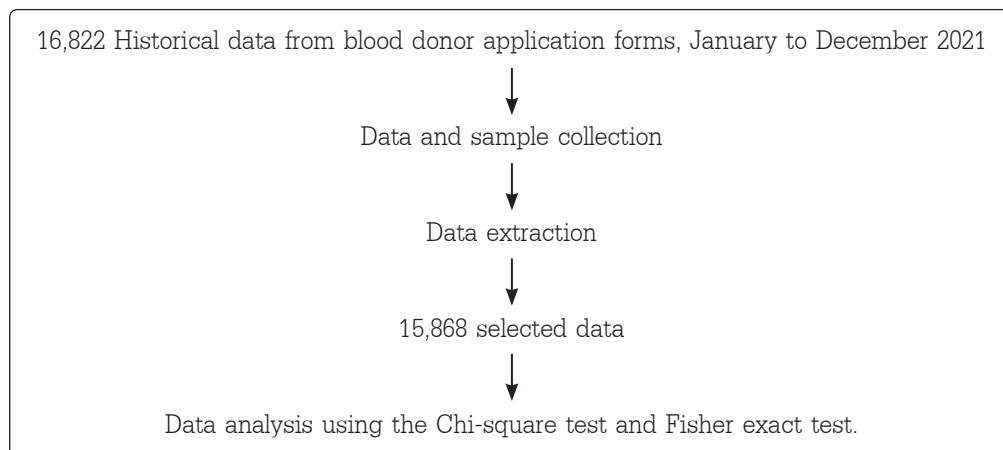 16,822 Historical data from blood donor application forms, January to December 2021
Data and sample collection
Data extraction
15,868 selected data
Data analysis using the Chi-square test and Fisher exact test.